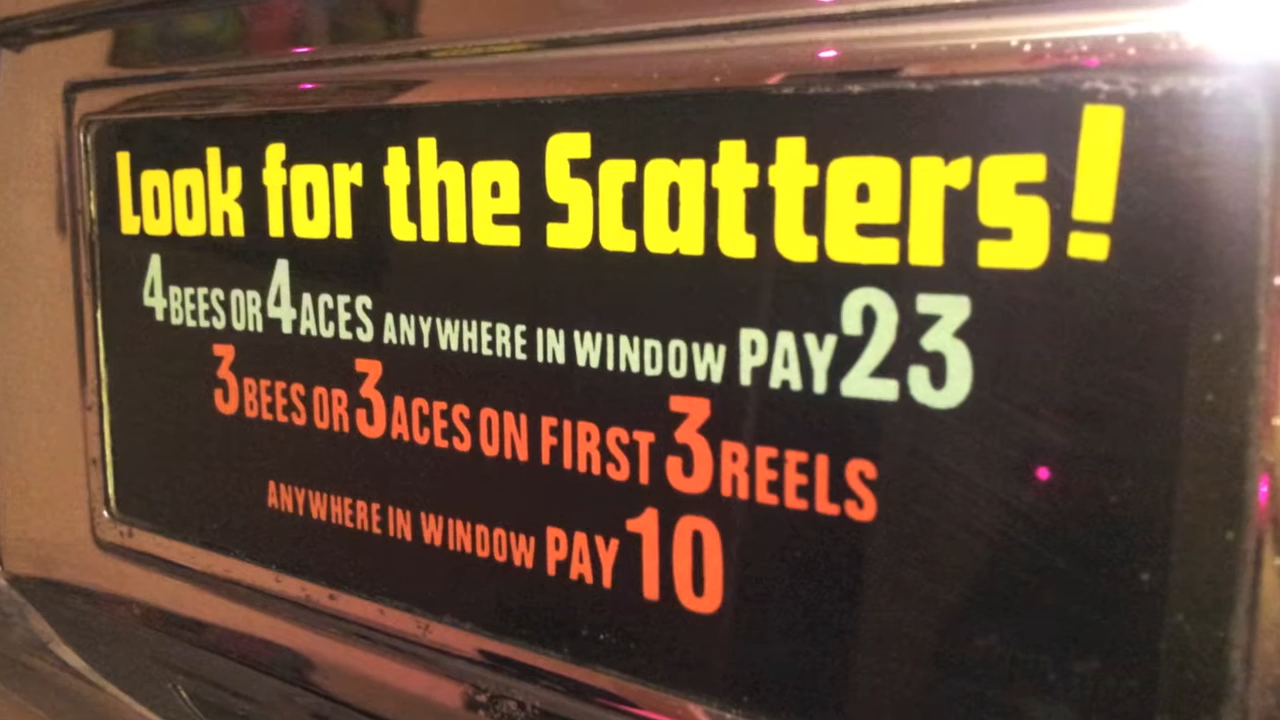 Look for the Scatters!
4 BEES OR 4 ACES ANYWHERE IN WINDOW PAY 23
3 BEES OR 3 ACES ON FIRST 3 REELS
ANYWHERE IN WINDOW PAY 10